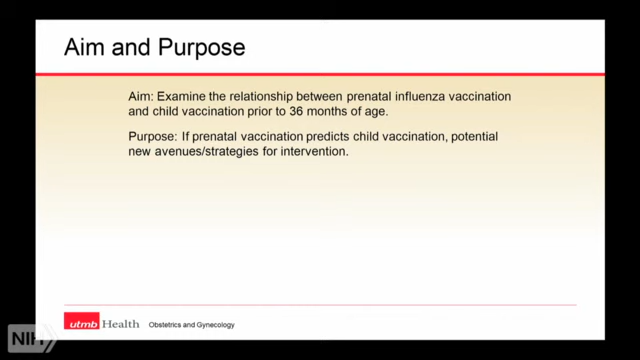 Aim and Purpose
Aim: Examine the relationship between prenatal influenza vaccination
and child vaccination prior to 36 months of age.
Purpose: If prenatal vaccination predicts child vaccination, potential
new avenues/strategies for intervention.
utmb Health Obstetrics and Gynecology
NIH